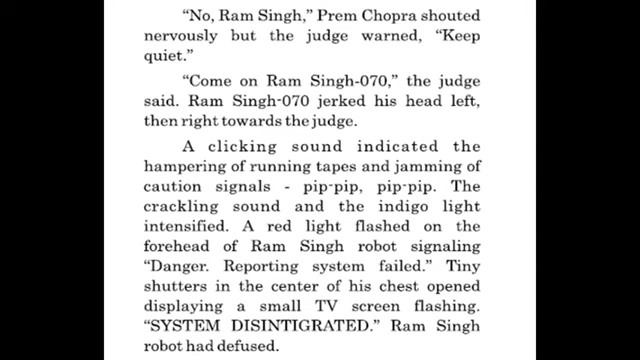 “No, Ram Singh,” Prem Chopra shouted
nervously but the judge warned, “Keep
quiet.”
“Come on Ram Singh-070,” the judge
said. Ram Singh-070 jerked his head left,
then right towards the judge.
A clicking sound indicated the
hampering of running tapes and jamming of
caution signals - pip-pip, pip-pip. The
crackling sound and the indigo light
intensified. A red light flashed on the
forehead of Ram Singh robot signaling
“Danger. Reporting system failed.” Tiny
shutters in the center of his chest opened
displaying a small TV screen flashing.
“SYSTEM DISINTIGRATED.” Ram Singh
robot had defused.